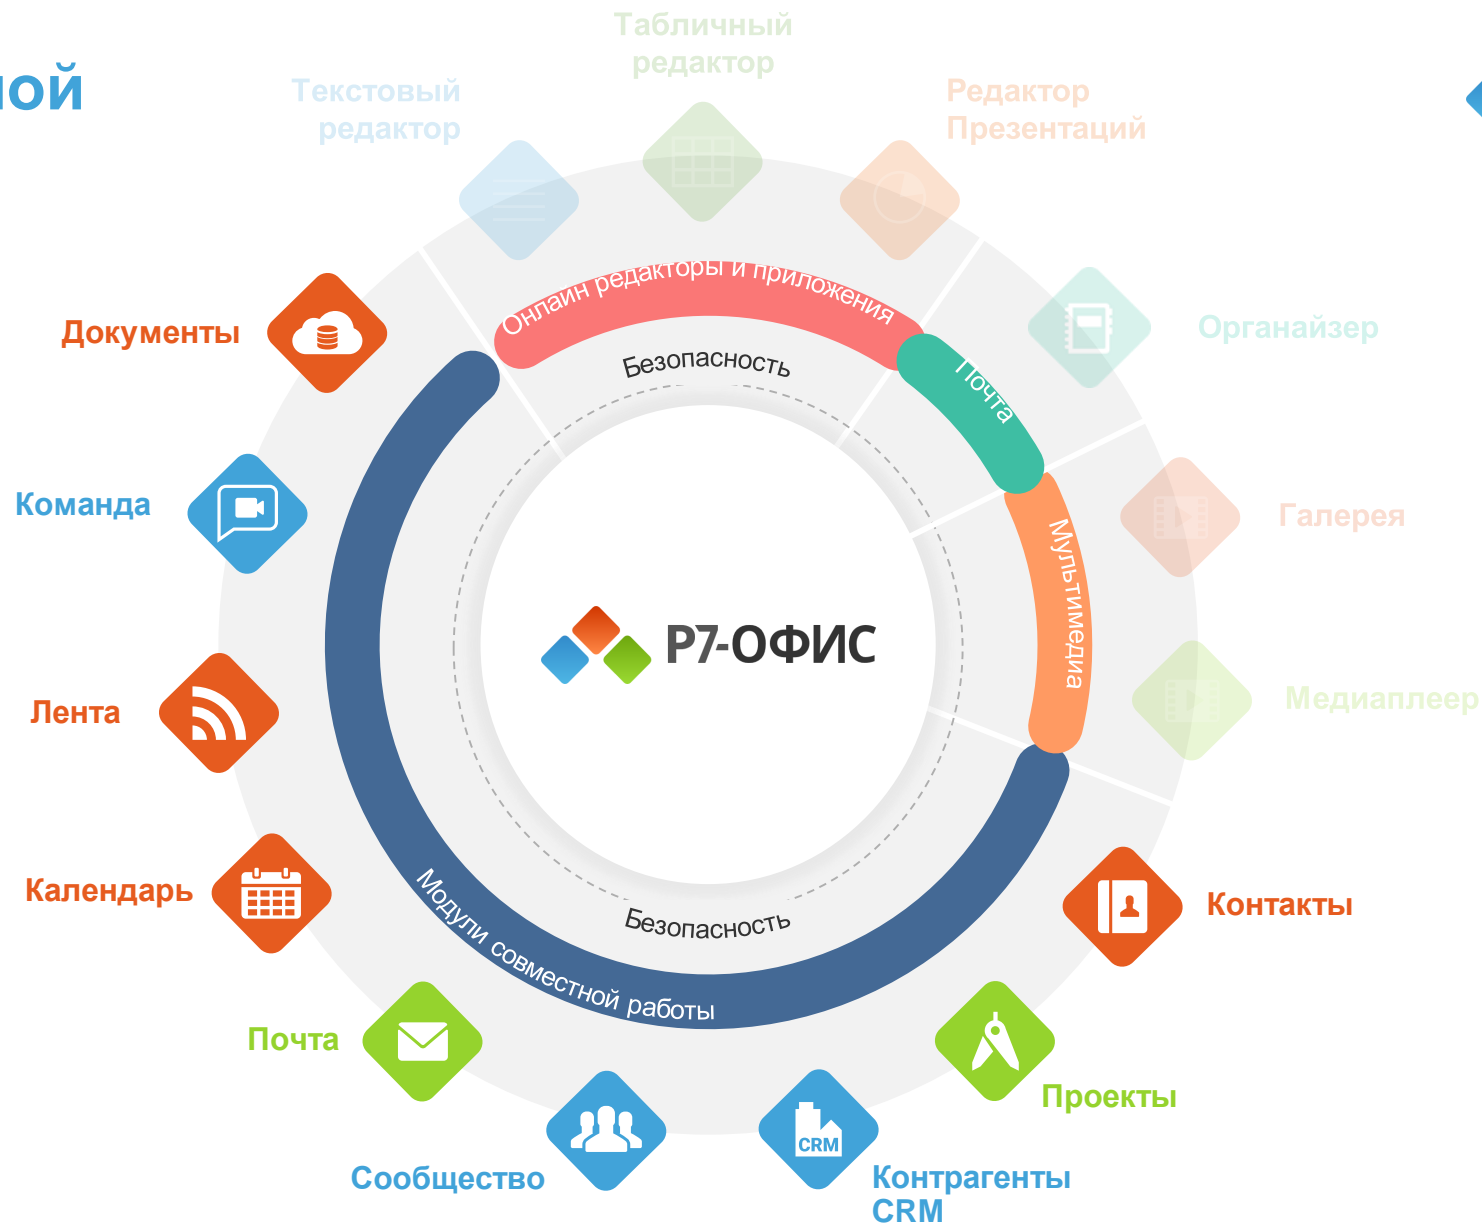 Табличный
редактор
Текстовый
редактор
Редактор
Презентаций
Онлайн редакторы и приложения
Безопасность
Почта
Документы
Органайзер
Команда
Галерея
Мультимедиа
Р7-ОФИС
Лента
Медиаплеер
Календарь
Контакты
Модули совместной работы
Безопасность
Почта
Проекты
CRM
Сообщество
Контрагенты
CRM